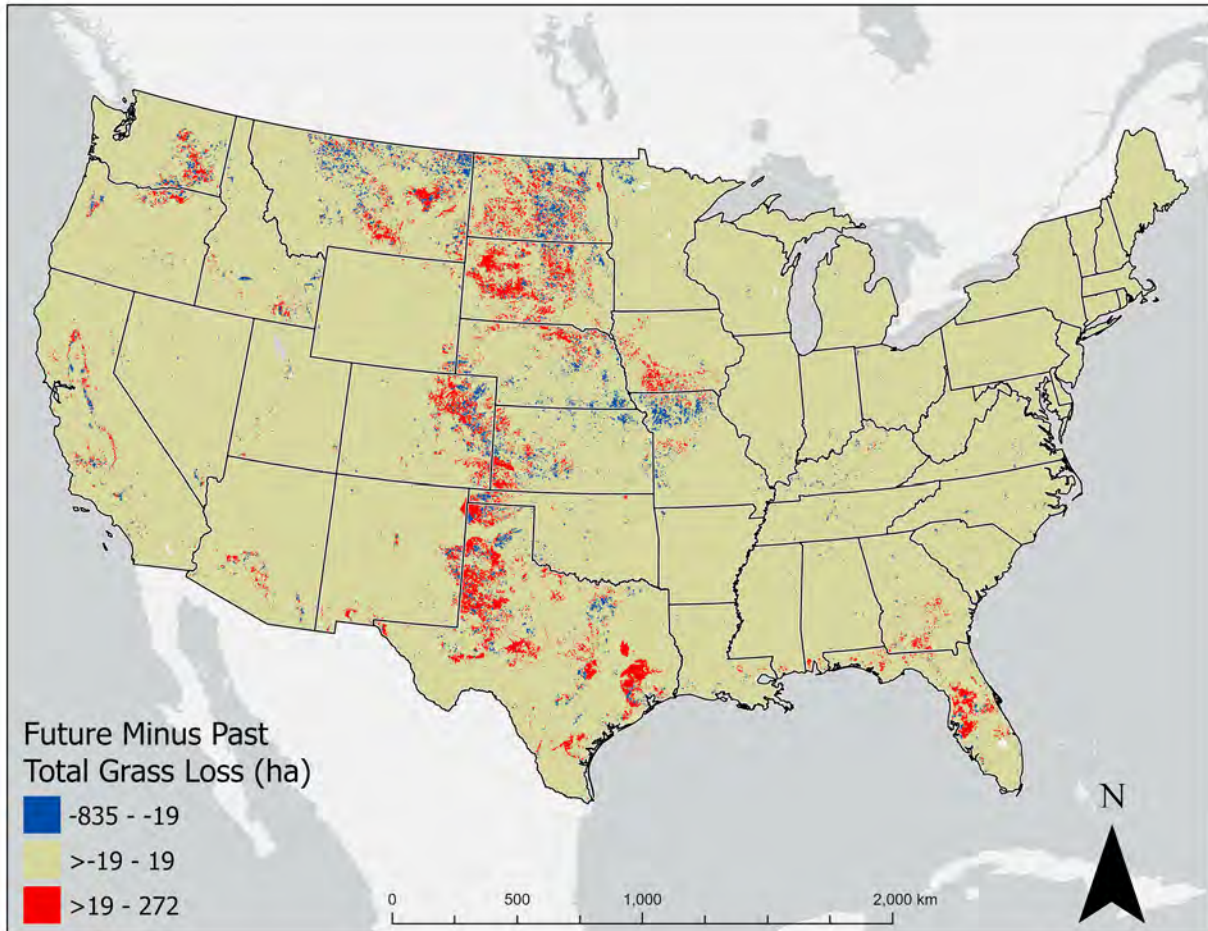 Future Minus Past
Total Grass Loss (ha)
-835 - -19
>-19 - 19
>19 - 272
0 500 1,000 2,000 km
N